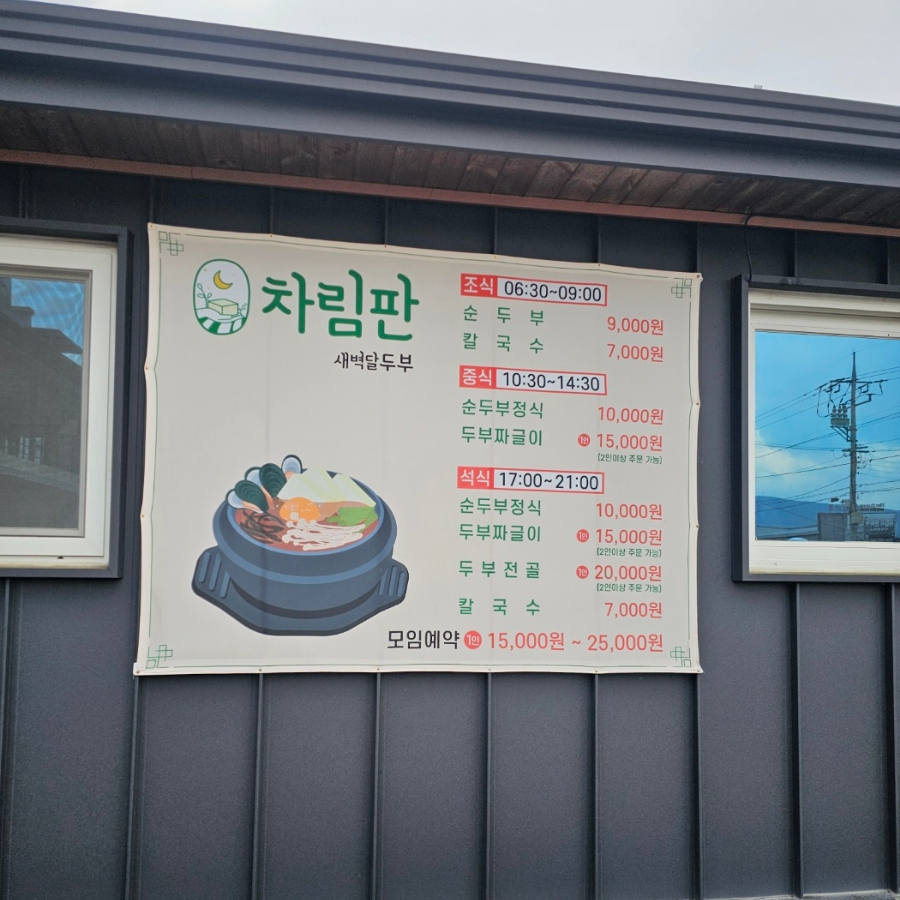 차림판
새벽달두부
조식 06:30~09:00
순 두 부 9,000원
칼 국 수 7,000원
중식 10:30~14:30
순두부정식 10,000원
두부짜글이 1인 15,000원
(2인이상 주문 가능)
석식 17:00~21:00
순두부정식 10,000원
두부짜글이 1인 15,000원
(2인이상 주문 가능)
두부전골 1인 20,000원
(2인이상 주문 가능)
칼 국 수 7,000원
모임예약 1인 15,000원 ~ 25,000원